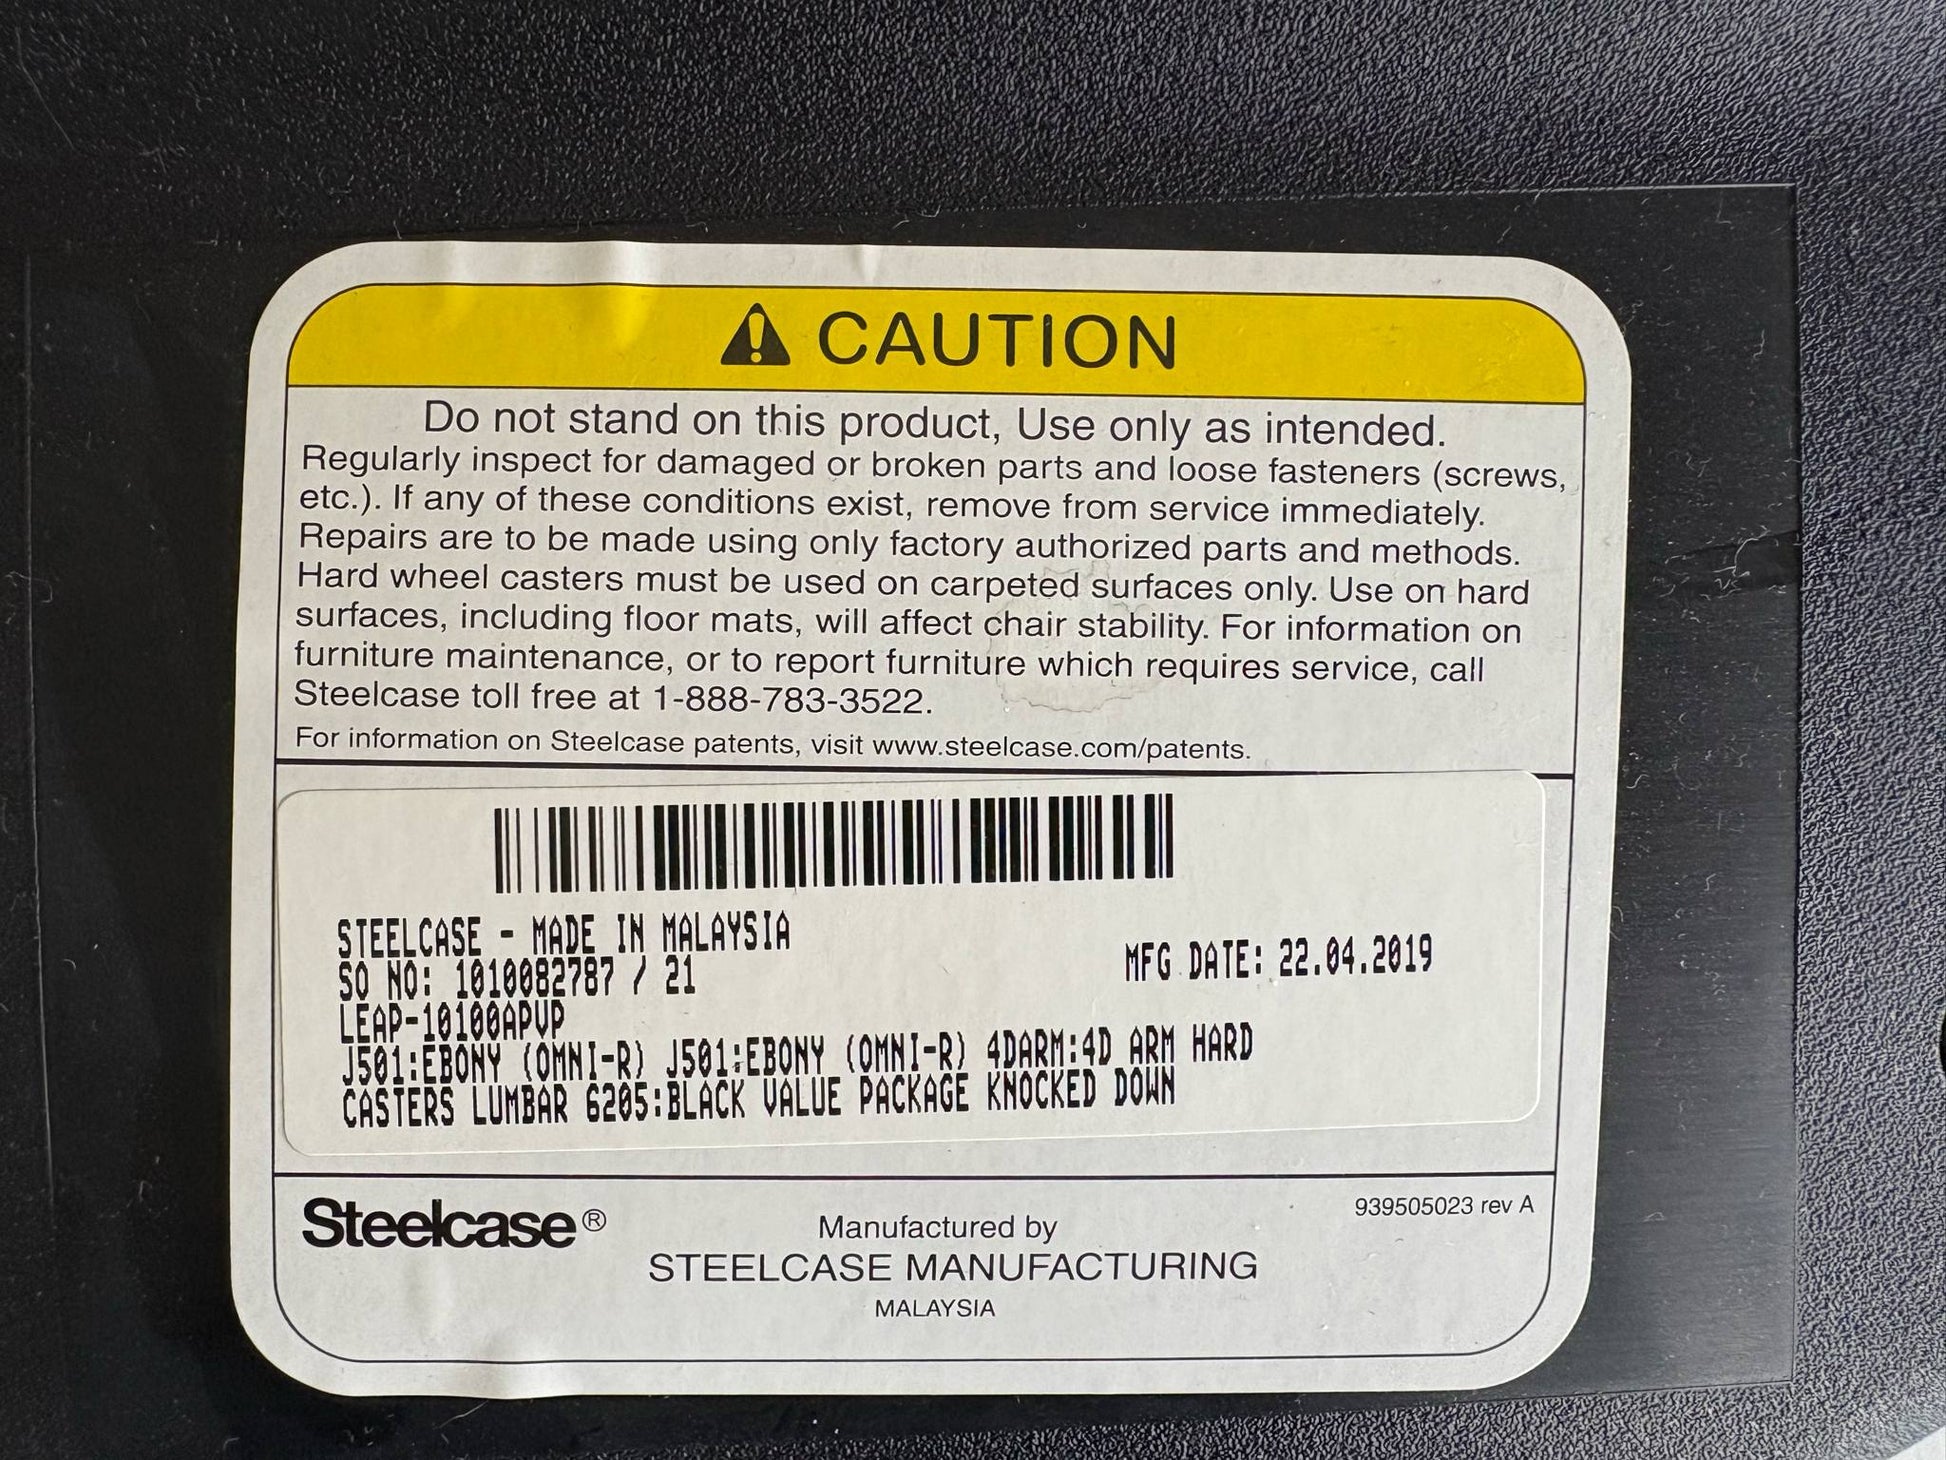 CAUTION
Do not stand on this product, Use only as intended.
Regularly inspect for damaged or broken parts and loose fasteners (screws,
etc.). If any of these conditions exist, remove from service immediately.
Repairs are to be made using only factory authorized parts and methods.
Hard wheel casters must be used on carpeted surfaces only. Use on hard
surfaces, including floor mats, will affect chair stability. For information on
furniture maintenance, or to report furniture which requires service, call
Steelcase toll free at 1-888-783-3522.
For information on Steelcase patents, visit www.steelcase.com/patents.
STEELCASE - MADE IN MALAYSIA
SO NO: 1010082787 / 21
MFG DATE: 22.04.2019
LEAP-10100APVP
J501:EBONY (OMNI-R) J501:EBONY (OMNI-R) 4DARM:4D ARM HARD
CASTERS LUMBAR 6205:BLACK VALUE PACKAGE KNOCKED DOWN
Steelcase®
939505023 rev A
Manufactured by
STEELCASE MANUFACTURING
MALAYSIA